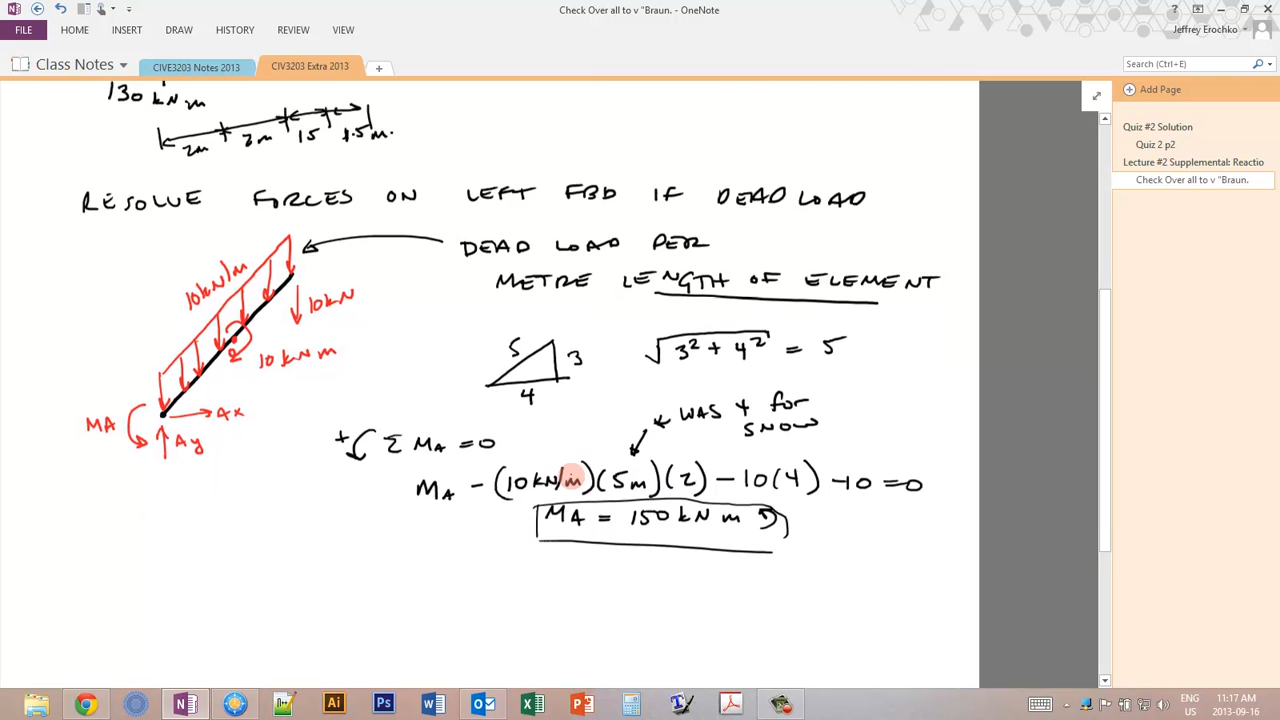 Check Over all to v "Braun. - OneNote
FILE HOME INSERT DRAW HISTORY REVIEW VIEW
Jeffrey Erochko
Class Notes
CIVE3203 Notes 2013
CIV3203 Extra 2013
Search (Ctrl+E)
Add Page
Quiz #2 Solution
Quiz 2 p2
Lecture #2 Supplemental: Reactio
Check Over all to v "Braun.
130 kN m
2m 2m 1.5 1.5m.
RESOLVE FORCES ON LEFT FBD IF DEAD LOAD
DEAD LOAD PER
METRE LENGTH OF ELEMENT
10kN/m
10kN
2
10kN m
MA
Ax
Ay
5
3
4
√3² + 4² = 5
WAS 4 for
SNOW
+ Σ MA = 0
MA - (10kN/m)(5m)(2) - 10(4) - 10 = 0
MA = 150 kN m
ENG
US
11:17 AM
2013-09-16